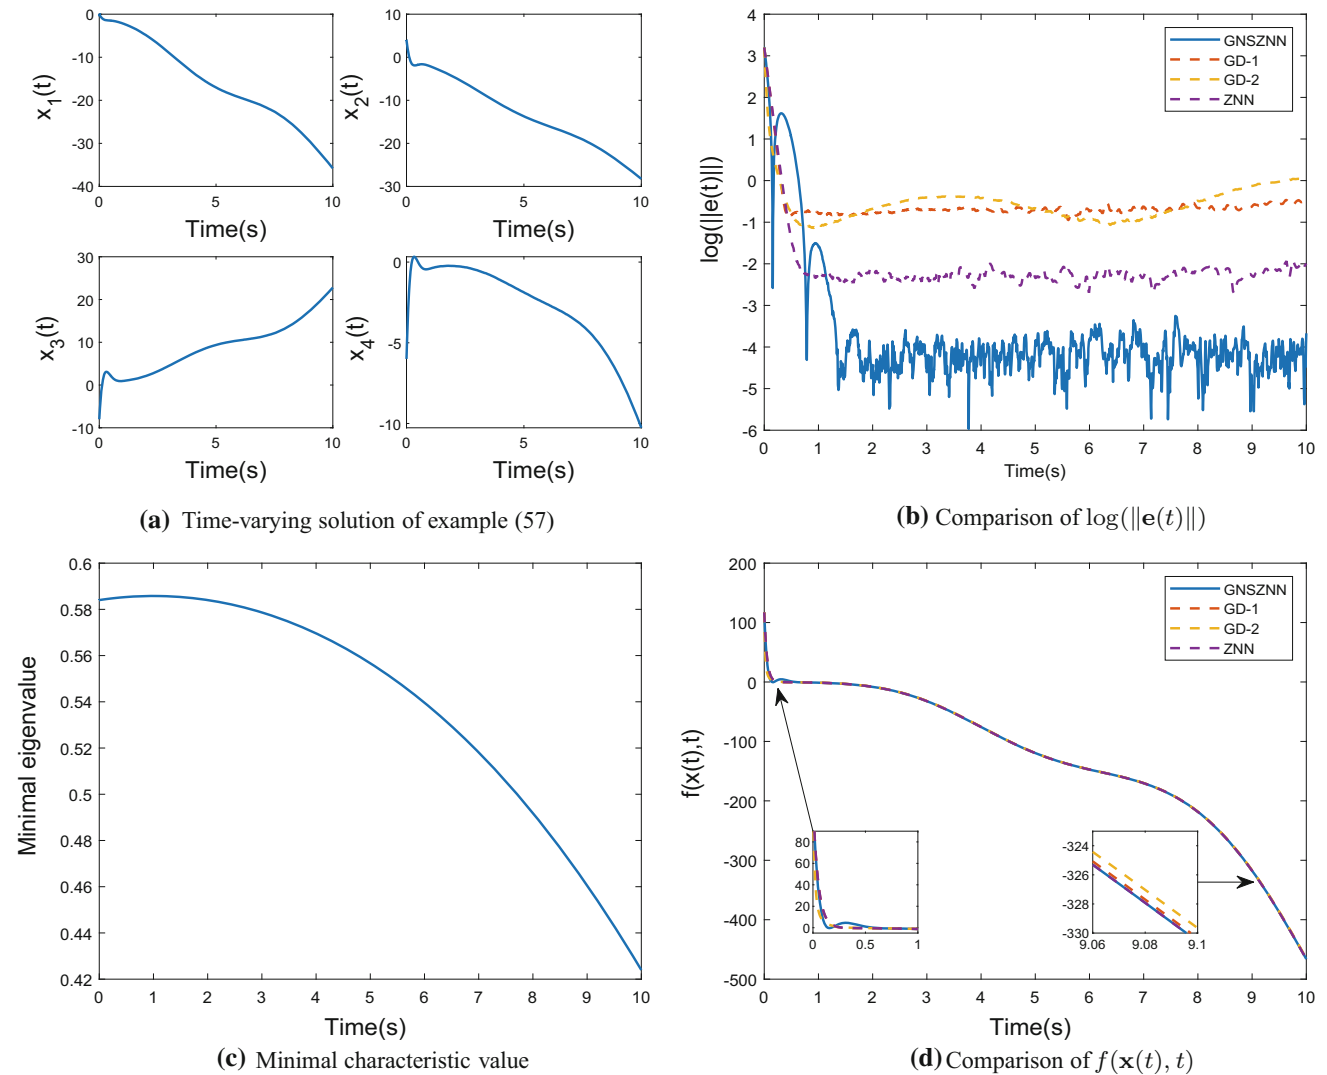 0
-10
-20
-30
-40
0
5
10
x_1(t)
Time(s)
10
0
-10
-20
-30
0
5
10
x_2(t)
Time(s)
30
20
10
0
-10
0
5
10
x_3(t)
Time(s)
0
-5
-10
0
5
10
x_4(t)
Time(s)
(a) Time-varying solution of example (57)
4
3
2
1
0
-1
-2
-3
-4
-5
-6
0 1 2 3 4 5 6 7 8 9 10
log(||e(t)||)
Time(s)
GNSZNN
GD-1
GD-2
ZNN
(b) Comparison of log(‖e(t)‖)
0.6
0.58
0.56
0.54
0.52
0.5
0.48
0.46
0.44
0.42
0 1 2 3 4 5 6 7 8 9 10
Minimal eigenvalue
Time(s)
(c) Minimal characteristic value
200
100
0
-100
-200
-300
-400
-500
0 1 2 3 4 5 6 7 8 9 10
f(x(t),t)
Time(s)
GNSZNN
GD-1
GD-2
ZNN
80
60
40
20
0
0 0.5 1
-324
-326
-328
-330
9.06 9.08 9.1
(d) Comparison of f(x(t), t)